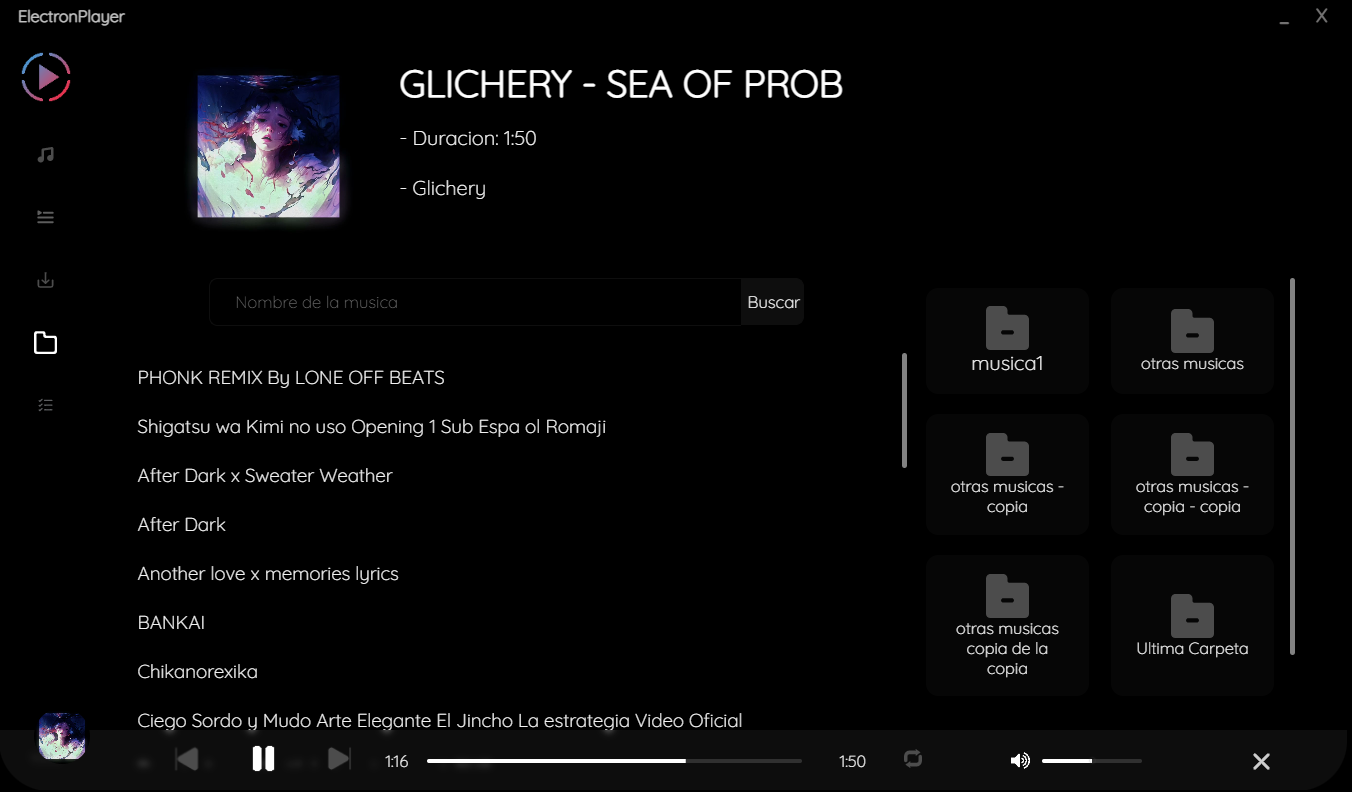 ElectronPlayer
_ X
GLICHERY - SEA OF PROB
- Duracion: 1:50
- Glichery
Nombre de la musica
Buscar
PHONK REMIX By LONE OFF BEATS
Shigatsu wa Kimi no uso Opening 1 Sub Espa ol Romaji
After Dark x Sweater Weather
After Dark
Another love x memories lyrics
BANKAI
Chikanorexika
Ciego Sordo y Mudo Arte Elegante El Jincho La estrategia Video Oficial
musica1
otras musicas
otras musicas -
copia
otras musicas -
copia - copia
otras musicas
copia de la
copia
Ultima Carpeta
1:16
1:50